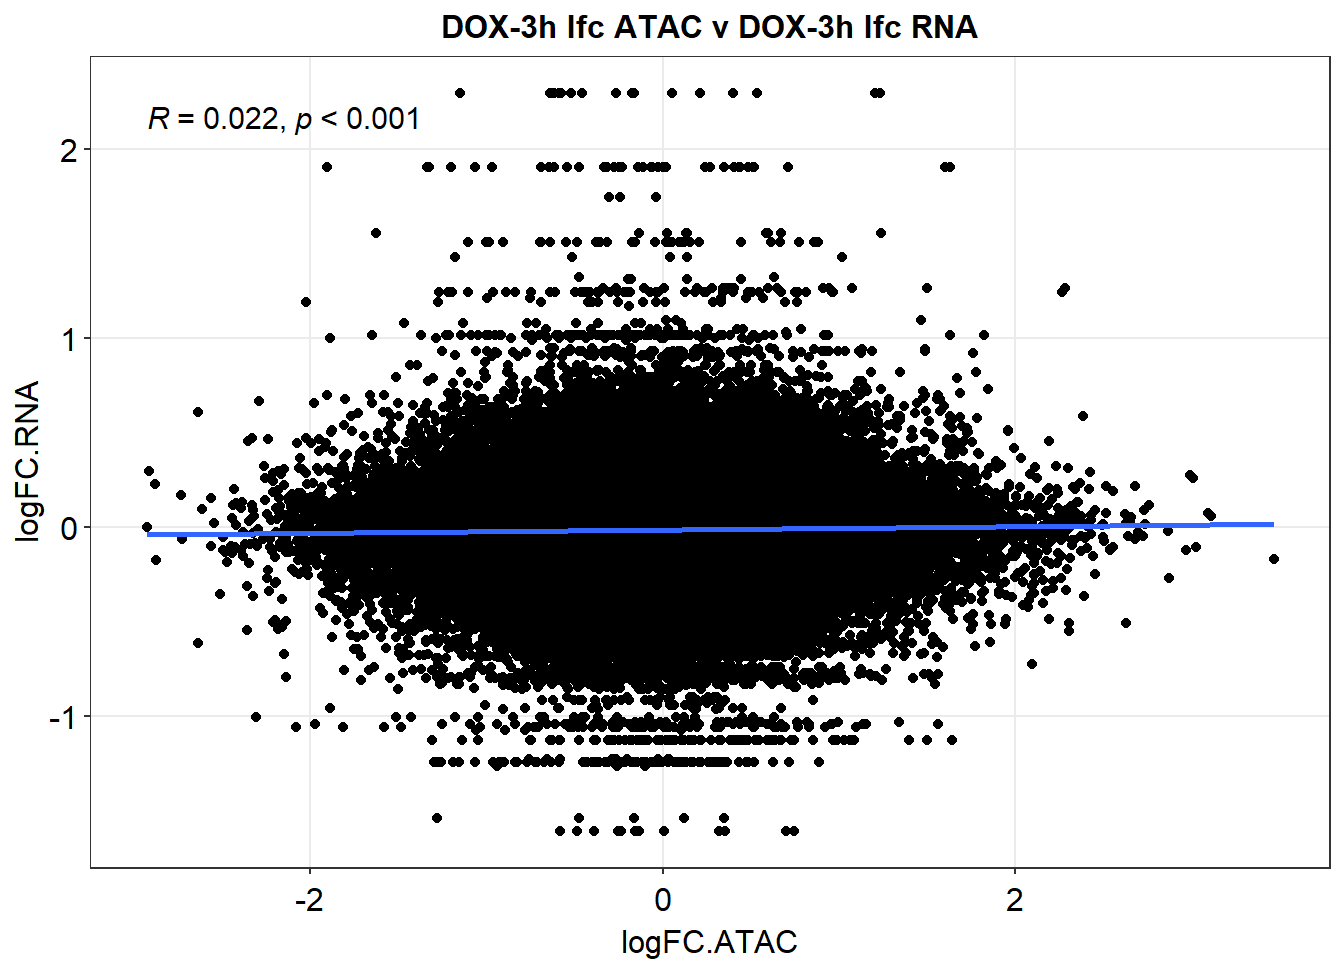 DOX-3h lfc ATAC v DOX-3h lfc RNA
R = 0.022, p < 0.001
2
1
0
-1
logFC.RNA
-2
0
2
logFC.ATAC